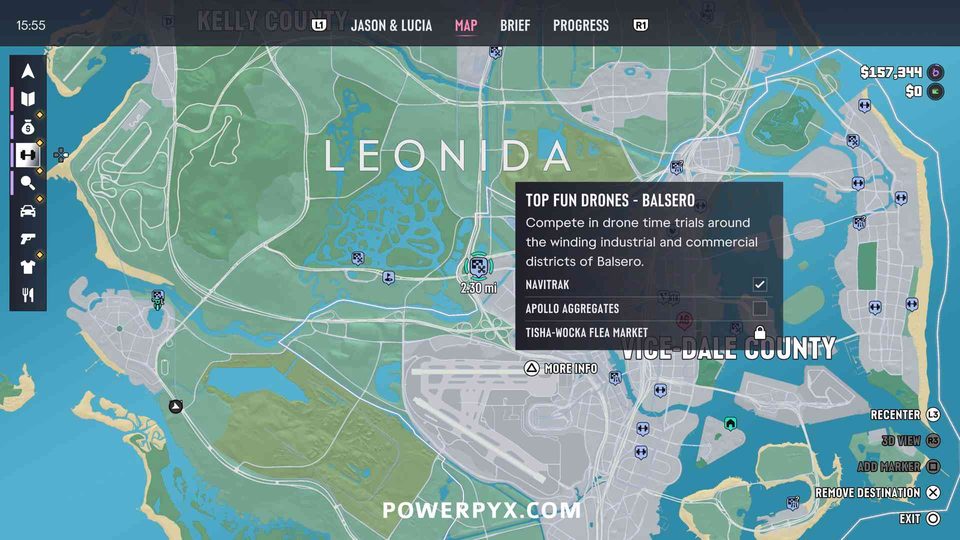 KELLY COUNTY
15:55
L1
JASON & LUCIA
MAP
BRIEF
PROGRESS
R1
$157,344
$0
LEONIDA
TOP FUN DRONES - BALSERO
Compete in drone time trials around
the winding industrial and commercial
districts of Balsero.
NAVITRAK
APOLLO AGGREGATES
TISHA-WOCKA FLEA MARKET
2.30 mi
VICE-DALE COUNTY
MORE INFO
RECENTER L3
3D VIEW R3
ADD MARKER
REMOVE DESTINATION
EXIT
POWERPYX.COM